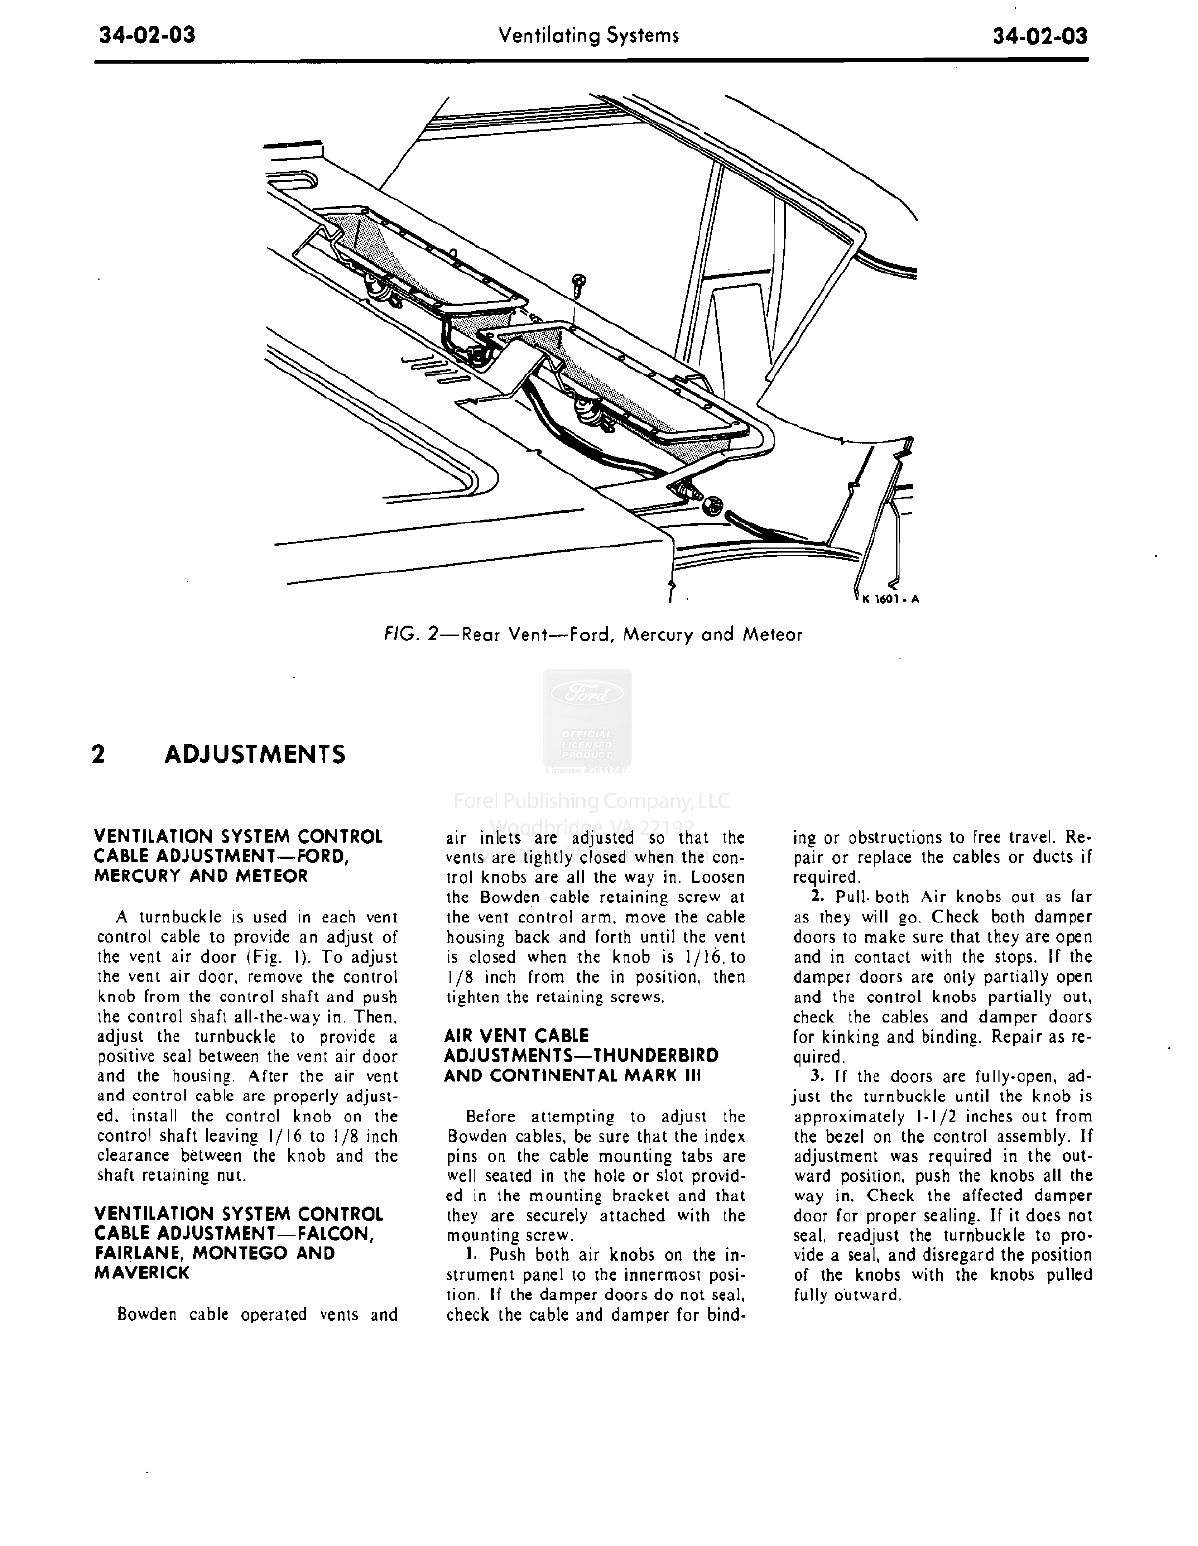 34-02-03
Ventilating Systems
34-02-03
K 1601-A
FIG. 2—Rear Vent—Ford, Mercury and Meteor
Ford
OFFICIAL
LICENSED
PRODUCT
Forel Publishing Company, LLC
Woodbridge VA 22192
2 ADJUSTMENTS
VENTILATION SYSTEM CONTROL
CABLE ADJUSTMENT—FORD,
MERCURY AND METEOR
A turnbuckle is used in each vent
control cable to provide an adjust of
the vent air door (Fig. 1). To adjust
the vent air door, remove the control
knob from the control shaft and push
the control shaft all-the-way in. Then,
adjust the turnbuckle to provide a
positive seal between the vent air door
and the housing. After the air vent
and control cable are properly adjust-
ed, install the control knob on the
control shaft leaving 1/16 to 1/8 inch
clearance between the knob and the
shaft retaining nut.
VENTILATION SYSTEM CONTROL
CABLE ADJUSTMENT—FALCON,
FAIRLANE, MONTEGO AND
MAVERICK
Bowden cable operated vents and
air inlets are adjusted so that the
vents are tightly closed when the con-
trol knobs are all the way in. Loosen
the Bowden cable retaining screw at
the vent control arm, move the cable
housing back and forth until the vent
is closed when the knob is 1/16 to
1/8 inch from the in position, then
tighten the retaining screws.
AIR VENT CABLE
ADJUSTMENTS—THUNDERBIRD
AND CONTINENTAL MARK III
Before attempting to adjust the
Bowden cables, be sure that the index
pins on the cable mounting tabs are
well seated in the hole or slot provid-
ed in the mounting bracket and that
they are securely attached with the
mounting screw.
1. Push both air knobs on the in-
strument panel to the innermost posi-
tion. If the damper doors do not seal,
check the cable and damper for bind-
ing or obstructions to free travel. Re-
pair or replace the cables or ducts if
required.
2. Pull both Air knobs out as far
as they will go. Check both damper
doors to make sure that they are open
and in contact with the stops. If the
damper doors are only partially open
and the control knobs partially out,
check the cables and damper doors
for kinking and binding. Repair as re-
quired.
3. If the doors are fully-open, ad-
just the turnbuckle until the knob is
approximately 1-1/2 inches out from
the bezel on the control assembly. If
adjustment was required in the out-
ward position, push the knobs all the
way in. Check the affected damper
door for proper sealing. If it does not
seal, readjust the turnbuckle to pro-
vide a seal, and disregard the position
of the knobs with the knobs pulled
fully outward.